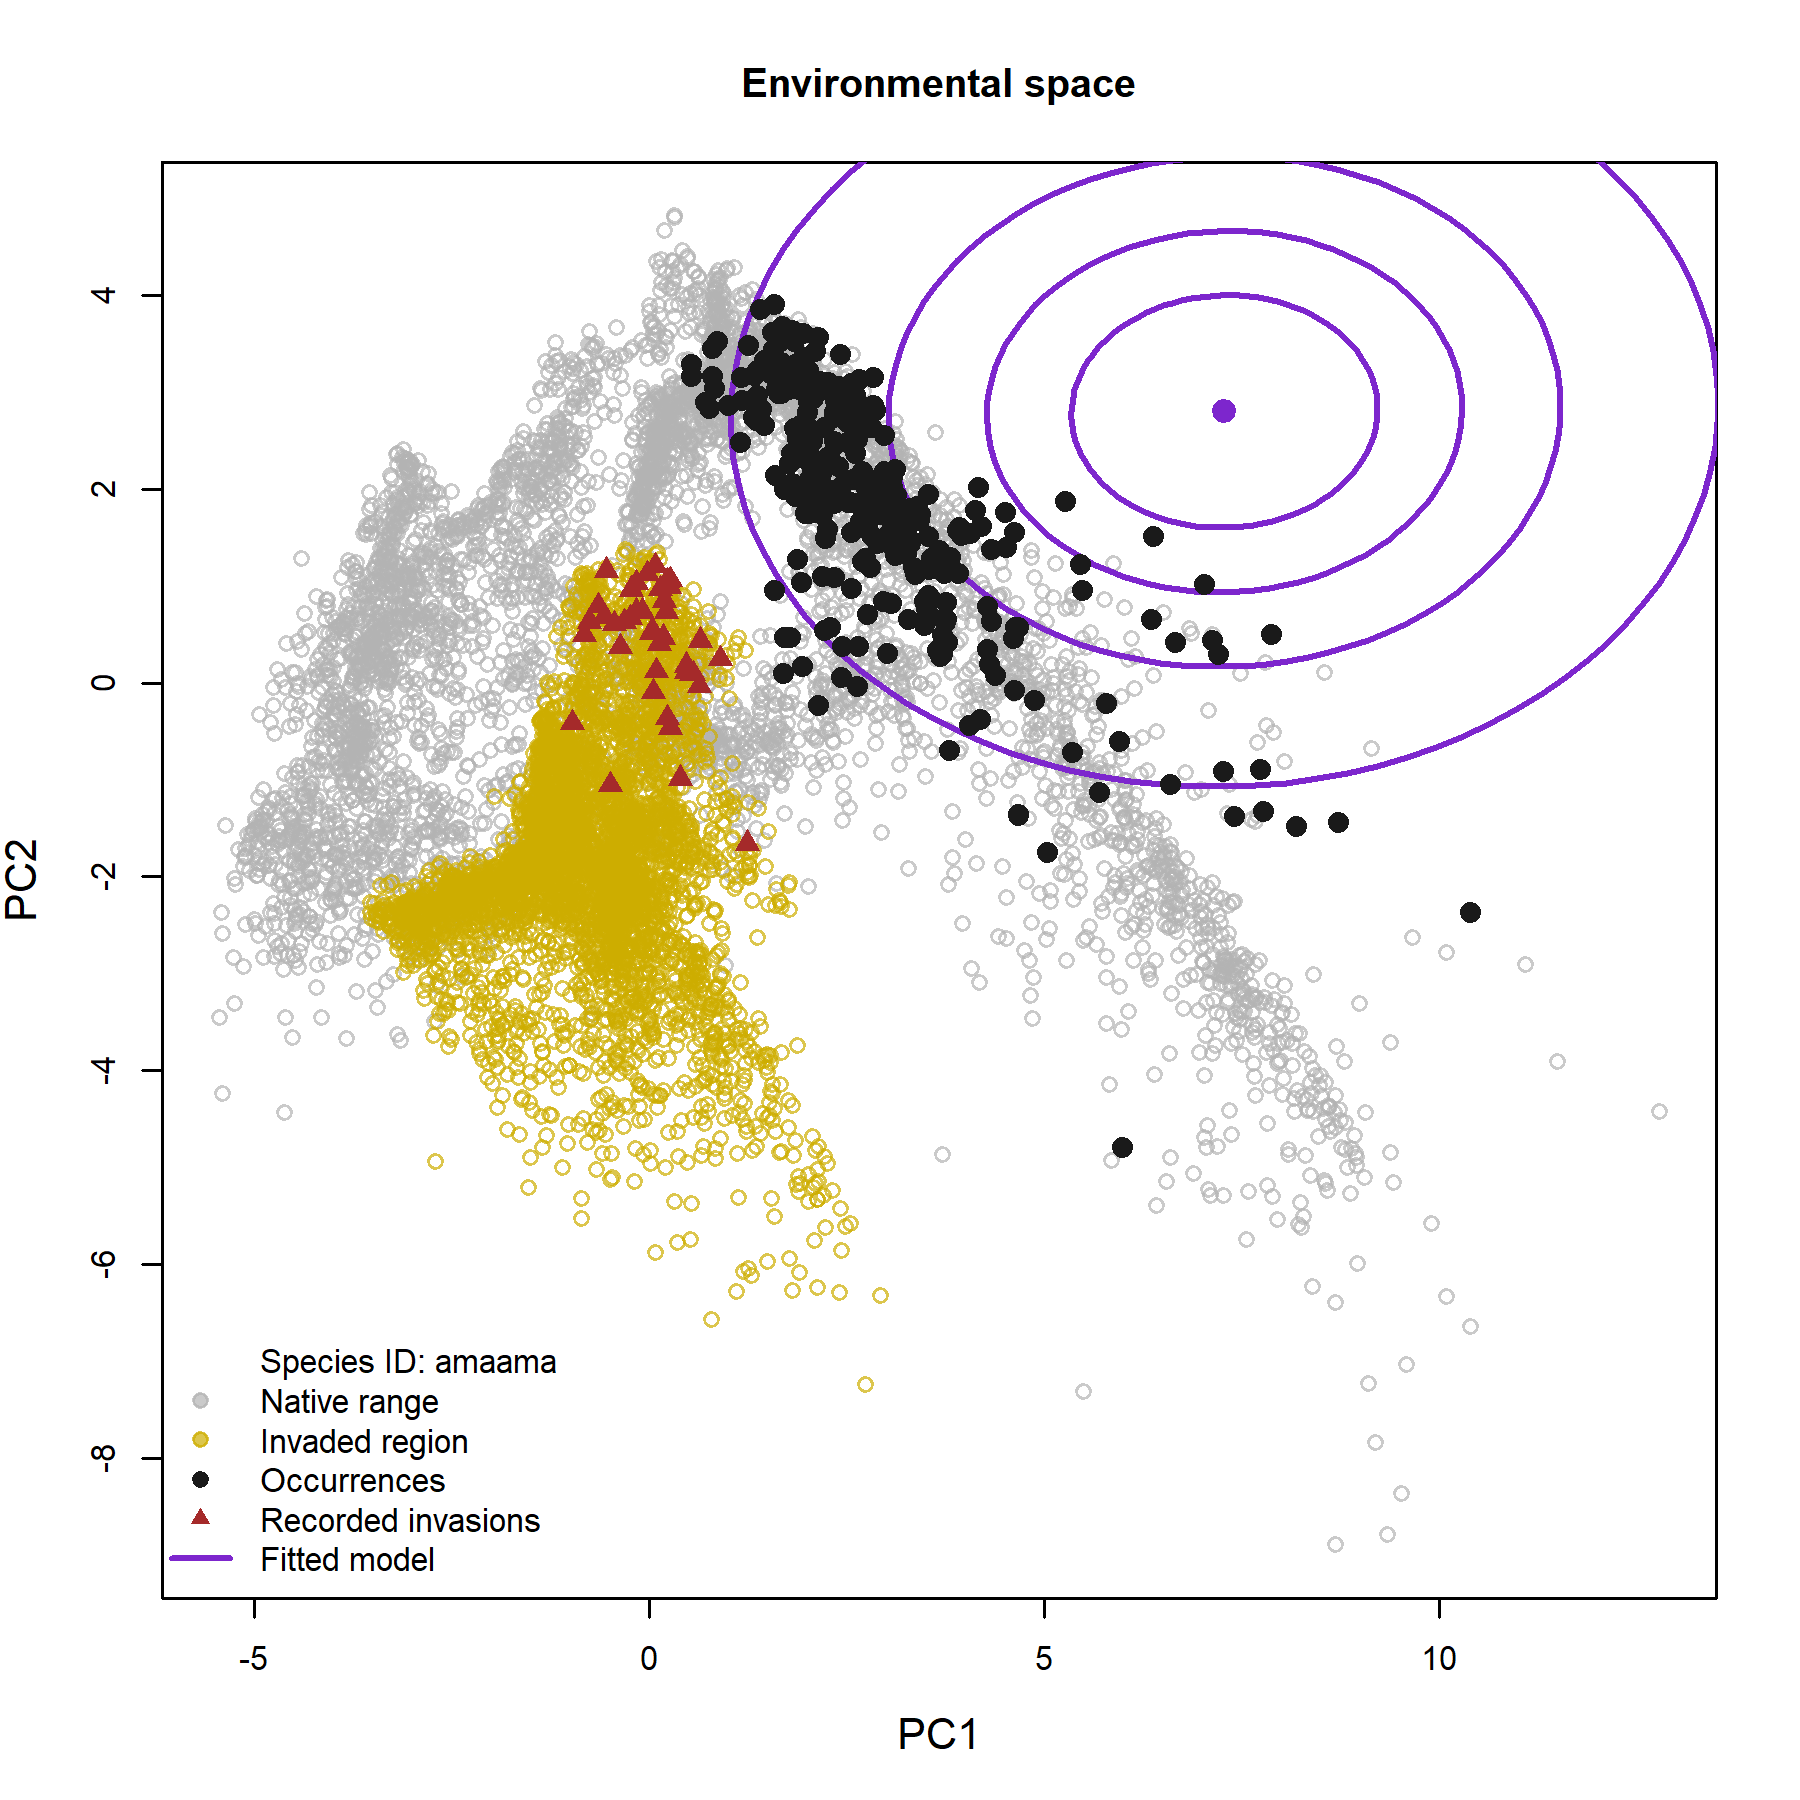 Environmental space
PC2
4
2
0
-2
-4
-6
-8
Species ID: amaama
Native range
Invaded region
Occurrences
Recorded invasions
Fitted model
-5
0
5
10
PC1